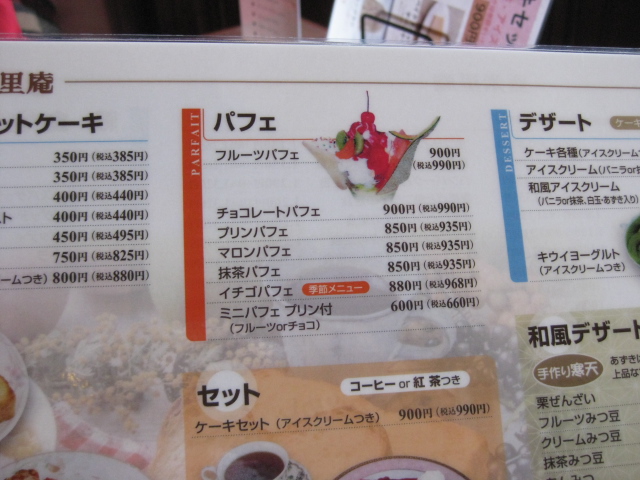 900円
セッ
里庵
ットケーキ
350円(税込385円)
350円(税込385円)
400円(税込440円)
400円(税込440円)
450円(税込495円)
750円(税込825円)
ームつき) 800円(税込880円)
PARFAIT
パフェ
フルーツパフェ 900円
(税込990円)
チョコレートパフェ 900円(税込990円)
プリンパフェ 850円(税込935円)
マロンパフェ 850円(税込935円)
抹茶パフェ 850円(税込935円)
イチゴパフェ 季節メニュー 880円(税込968円)
ミニパフェ プリン付 600円(税込660円)
(フルーツorチョコ)
セット コーヒー or 紅茶つき
ケーキセット (アイスクリームつき) 900円(税込990円)
DESSERT
デザート ケーキ
ケーキ各種(アイスクリーム
アイスクリーム(バニラor抹
和風アイスクリーム
(バニラor抹茶、白玉・あずき入り)
キウイヨーグルト
(アイスクリームつき)
和風デザート
手作り寒天 あずきは
上品な
栗ぜんざい
フルーツみつ豆
クリームみつ豆
抹茶みつ豆